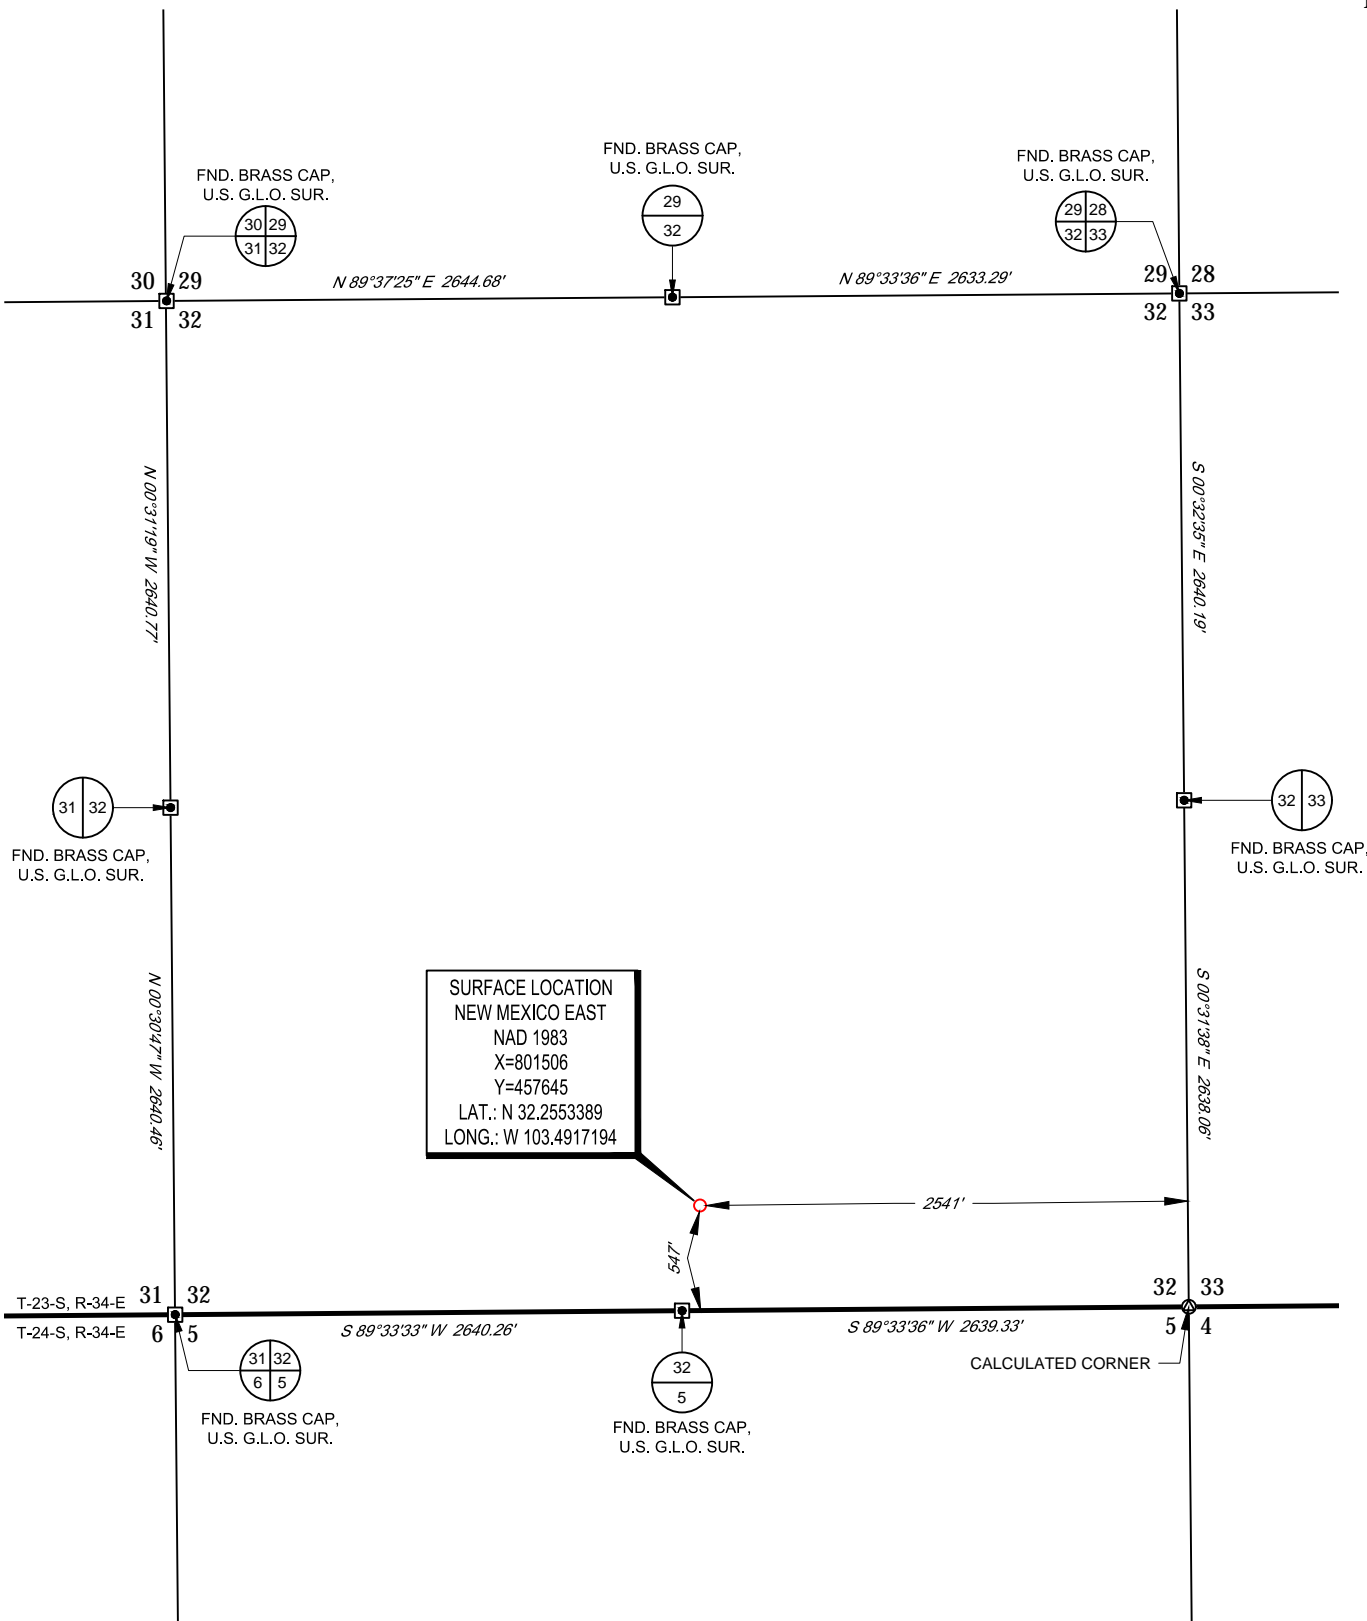 FND. BRASS CAP,
U.S. G.L.O. SUR.
30 29
31 32
FND. BRASS CAP,
U.S. G.L.O. SUR.
29
32
FND. BRASS CAP,
U.S. G.L.O. SUR.
29 28
32 33
30 29
31 32
N 89°37'25" E 2644.68'
N 89°33'36" E 2633.29'
29 28
32 33
N 00°31'19" W 2640.77'
S 00°32'35" E 2640.19'
31 32
FND. BRASS CAP,
U.S. G.L.O. SUR.
32 33
FND. BRASS CAP,
U.S. G.L.O. SUR.
N 00°30'47" W 2640.46'
S 00°31'38" E 2638.06'
SURFACE LOCATION
NEW MEXICO EAST
NAD 1983
X=801506
Y=457645
LAT.: N 32.2553389
LONG.: W 103.4917194
2541'
547'
T-23-S, R-34-E
T-24-S, R-34-E
31 32
6 5
S 89°33'33" W 2640.26'
S 89°33'36" W 2639.33'
32 33
5 4
CALCULATED CORNER
31 32
6 5
FND. BRASS CAP,
U.S. G.L.O. SUR.
32
5
FND. BRASS CAP,
U.S. G.L.O. SUR.